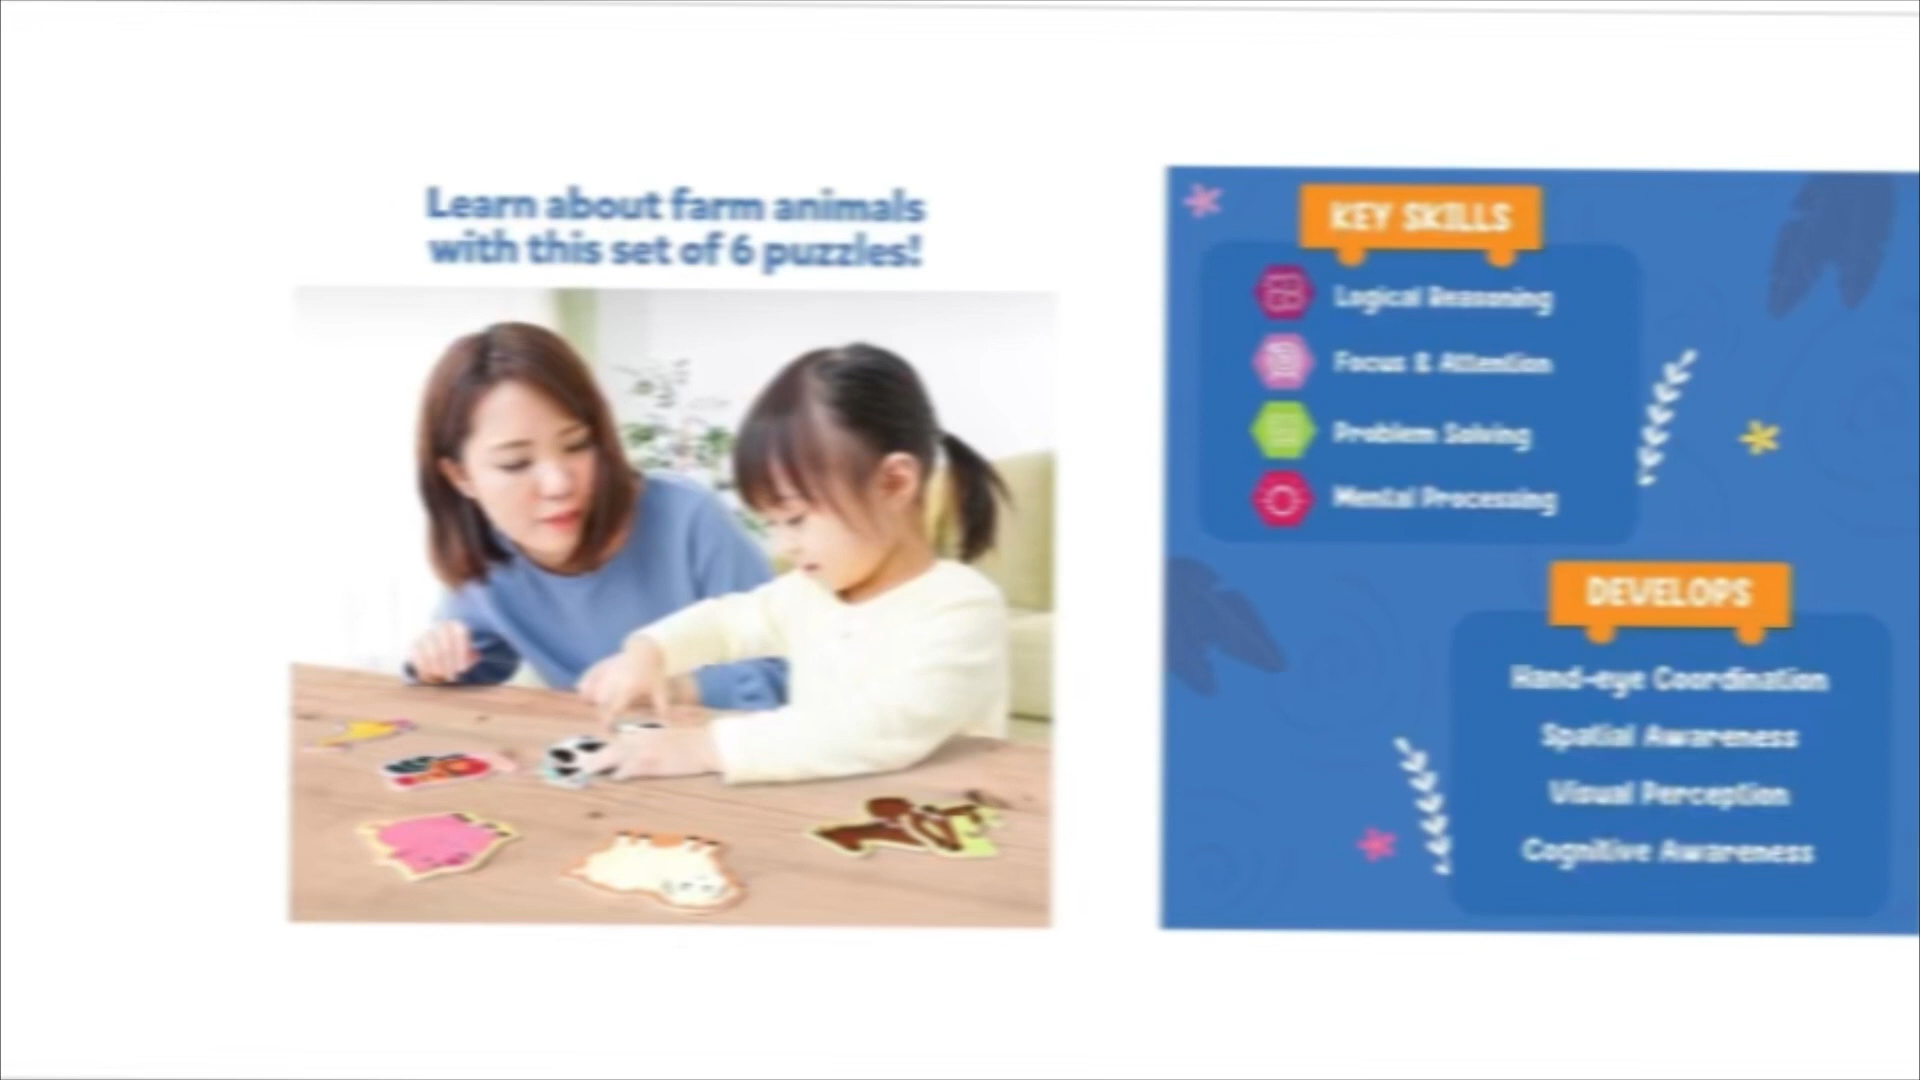 Learn about farm animals
with this set of 6 puzzles!
KEY SKILLS
Logical Reasoning
Focus & Attention
Problem Solving
Mental Processing
DEVELOPS
Hand-eye Coordination
Spatial Awareness
Visual Perception
Cognitive Awareness